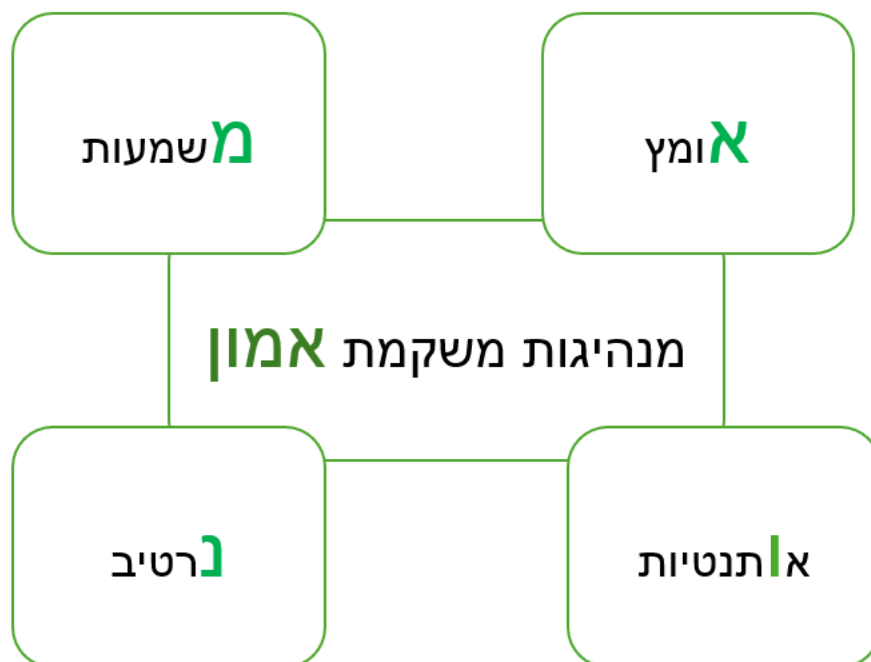 אומץ
משמעות
מנהיגות משקמת אמון
אותנטיות
נרטיב